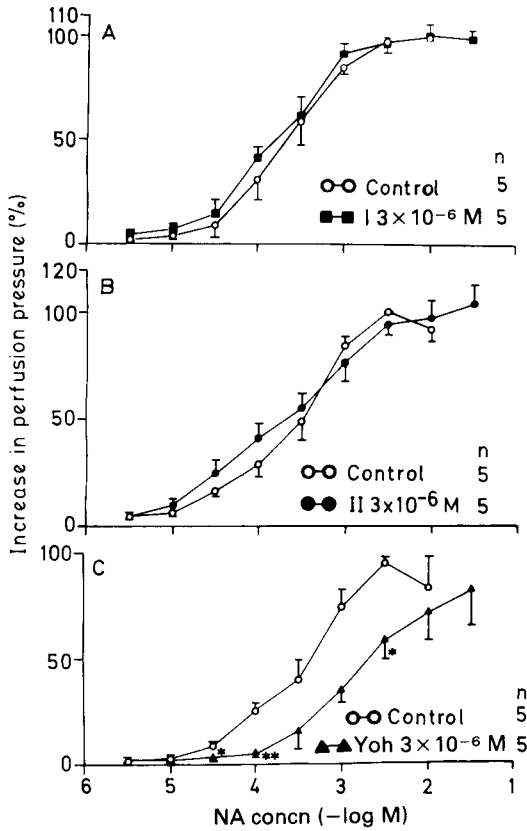 Increase in perfusion pressure (%)
110
100
50
0
A
n
Control 5
I 3 × 10⁻⁶ M 5
120
100
50
0
B
n
Control 5
II 3×10⁻⁶ M 5
100
50
0
C
*
**
*
n
Control 5
Yoh 3 × 10⁻⁶ M 5
6 5 4 3 2 1
NA concn (−log M)